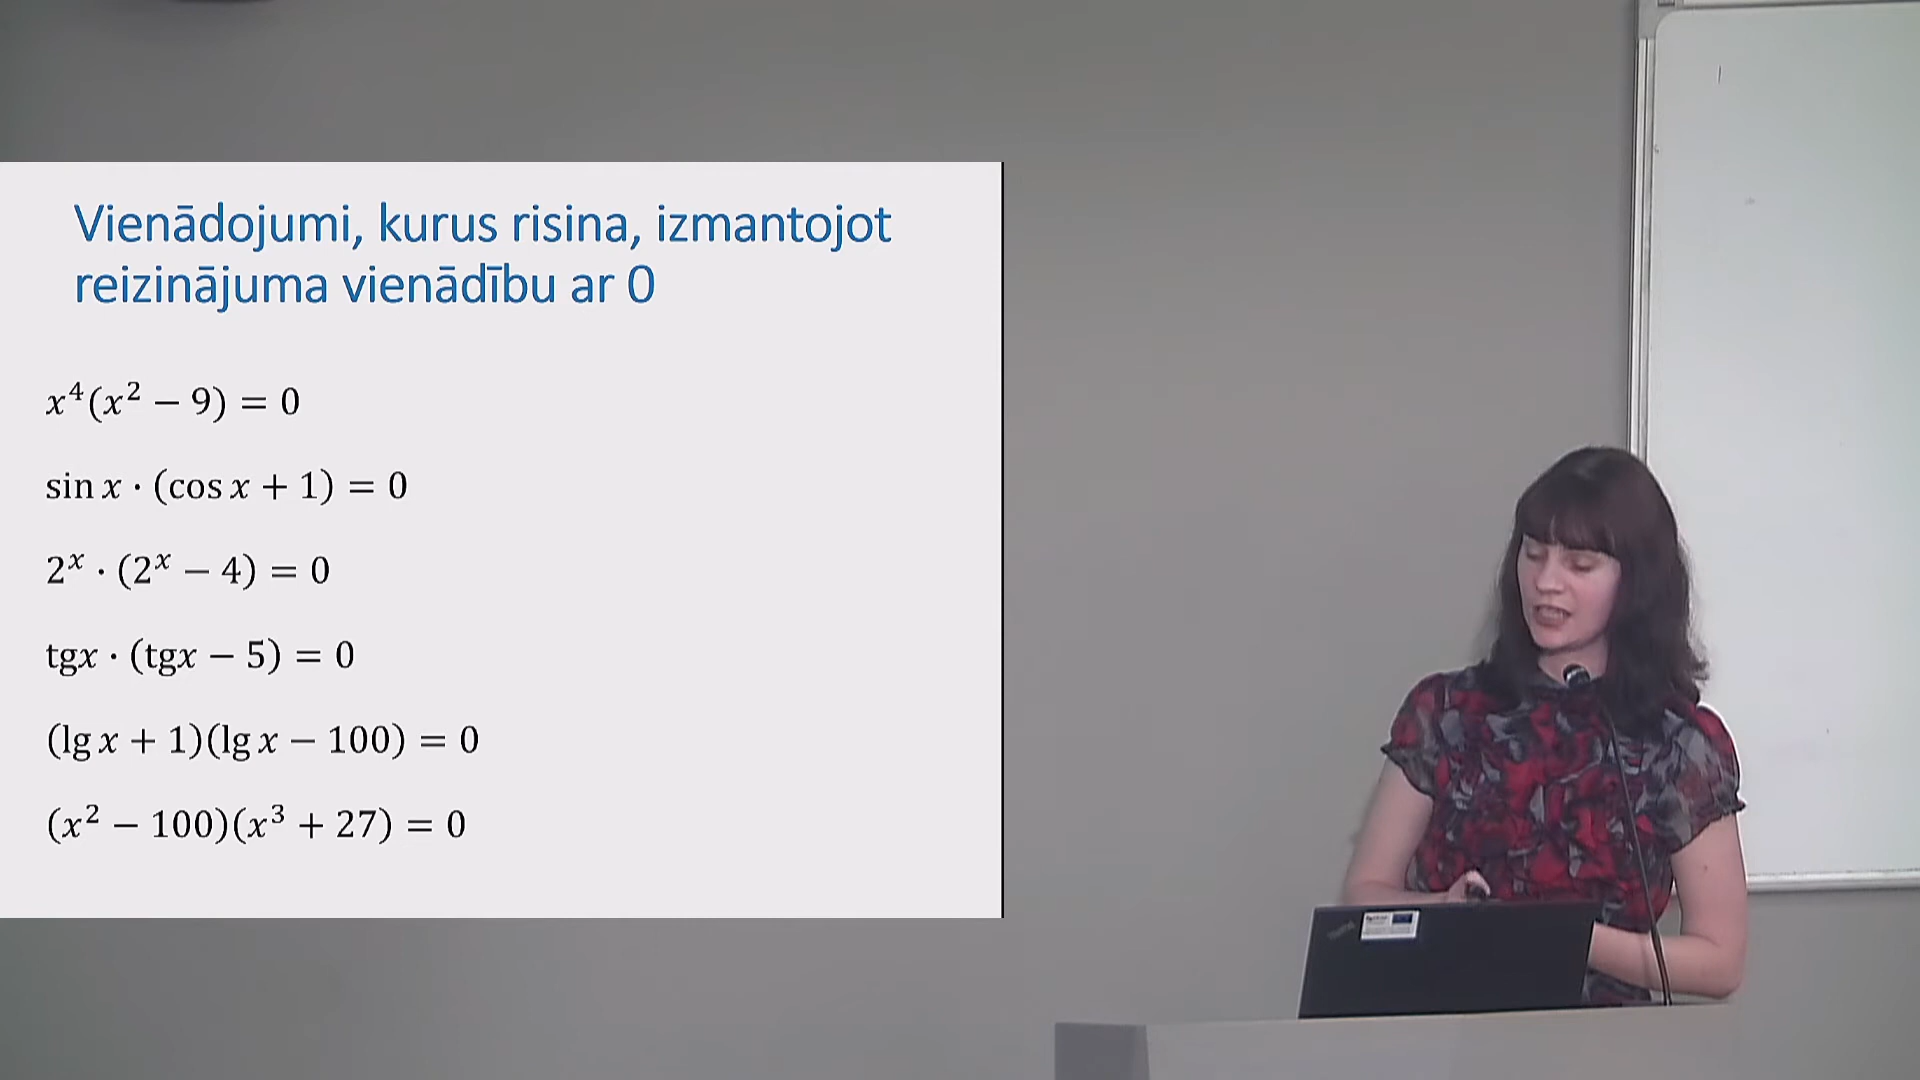 Vienādojumi, kurus risina, izmantojot
reizinājuma vienādību ar 0
x⁴(x² − 9) = 0
sin x · (cos x + 1) = 0
2ˣ · (2ˣ − 4) = 0
tgx · (tgx − 5) = 0
(lg x + 1)(lg x − 100) = 0
(x² − 100)(x³ + 27) = 0